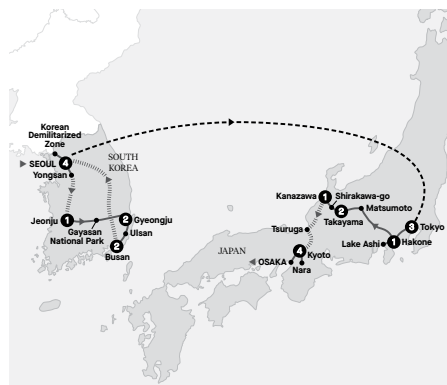 Korean
Demilitarized
Zone
SEOUL 4
Yongsan
SOUTH
KOREA
Jeonju 1
Gayasan
National Park
2 Gyeongju
Ulsan
2
Busan
Kanazawa 1
Shirakawa-go
2 Matsumoto
Takayama
Tsuruga
3 Tokyo
Lake Ashi 1 Hakone
JAPAN
4 Kyoto
OSAKA
Nara